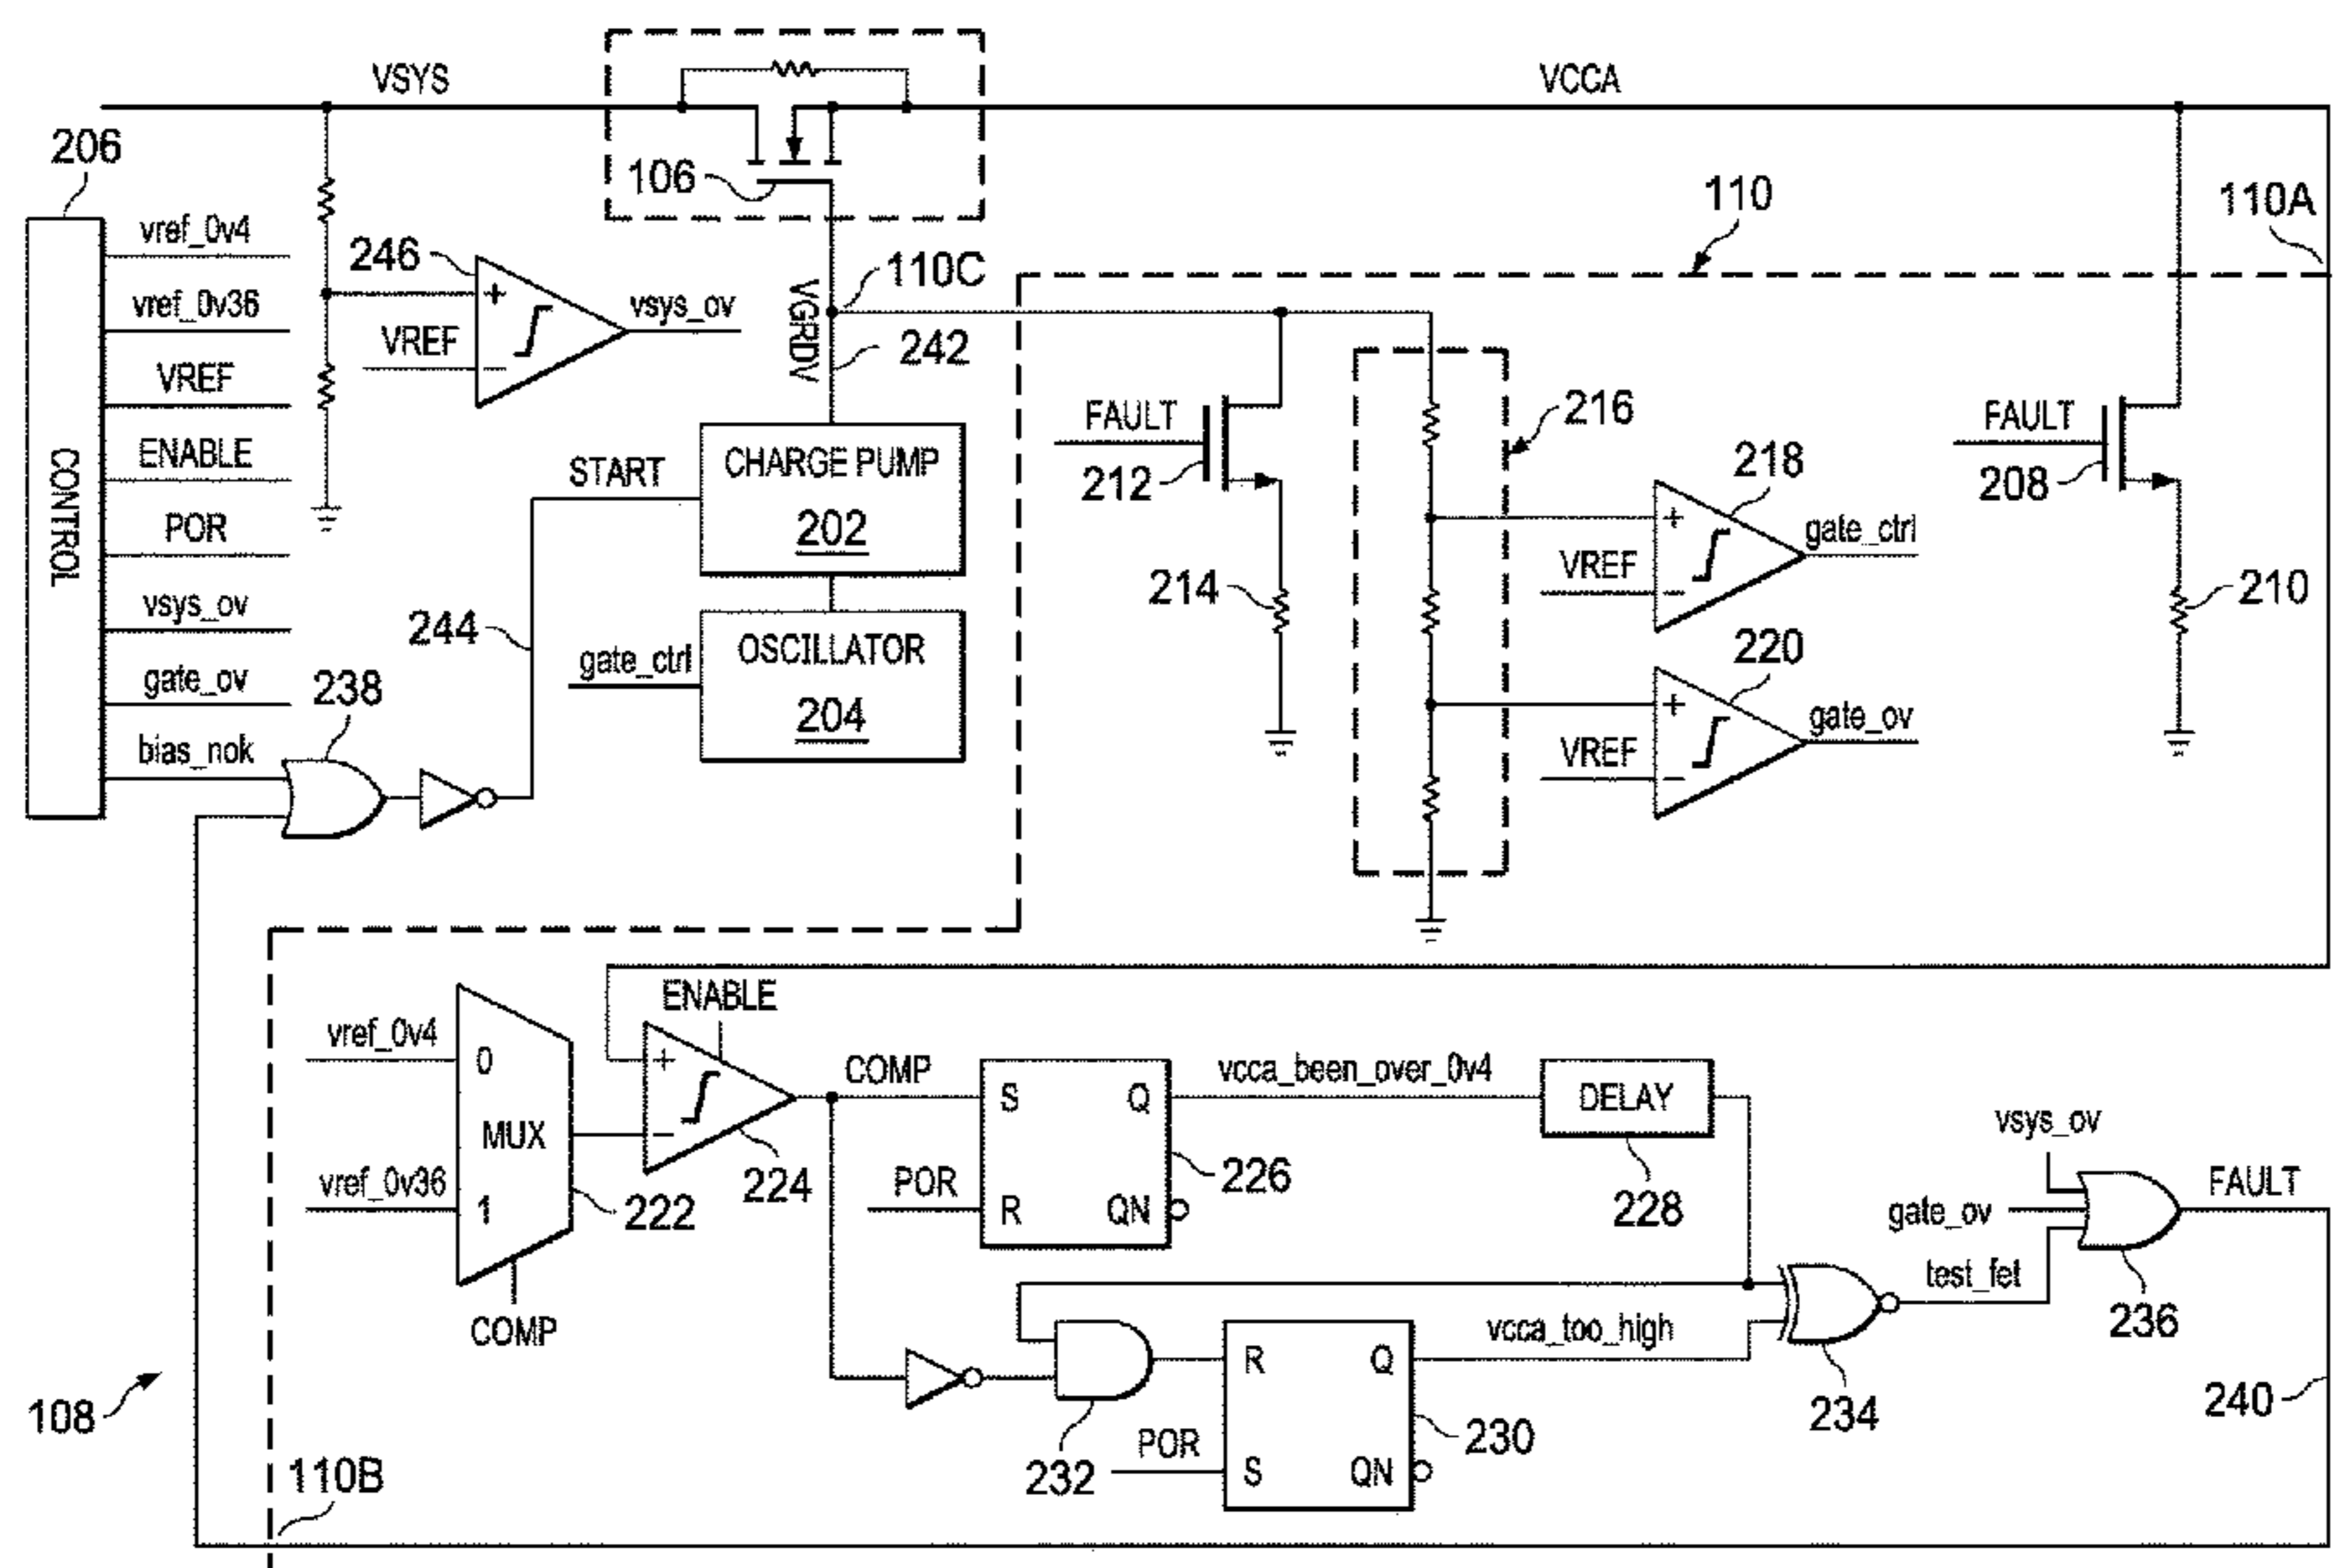 VSYS
VCCA
206
106
110
110A
vref_0v4
246
110C
vref_0v36
+
vsys_ov
VGRDV
242
VREF
VREF
−
216
FAULT
FAULT
ENABLE
START
CHARGE PUMP
202
212
218
208
CONTROL
POR
+
gate_ctrl
VREF
−
214
210
vsys_ov
244
gate_ctrl
OSCILLATOR
204
220
gate_ov
238
+
gate_ov
bias_nok
VREF
−
ENABLE
vref_0v4
0
+
COMP
vcca_been_over_0v4
DELAY
S
Q
MUX
−
vsys_ov
vref_0v36
1
222
224
POR
R
QN
226
228
gate_ov
FAULT
test_fet
236
COMP
vcca_too_high
R
Q
108
234
240
POR
S
QN
230
232
110B